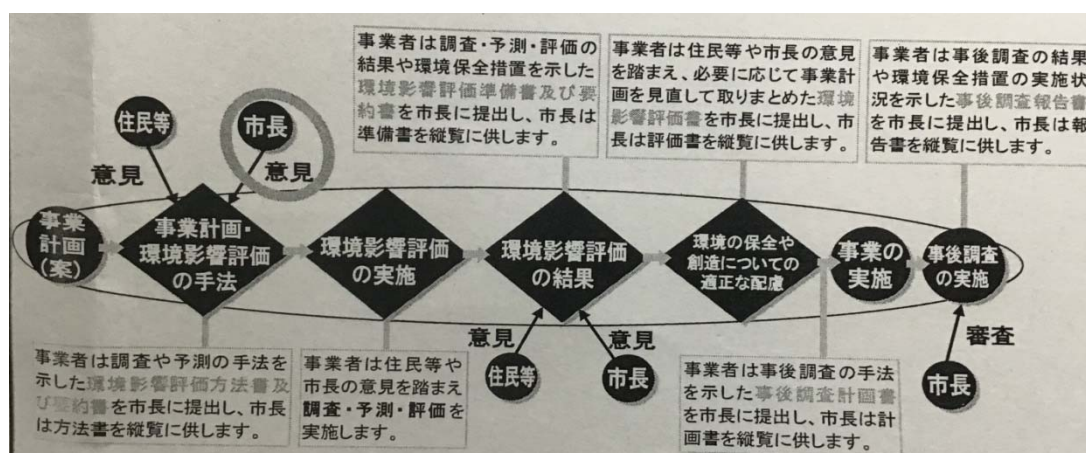 事業者は調査・予測・評価の
結果や環境保全措置を示した
環境影響評価準備書及び要
約書を市長に提出し、市長は
準備書を縦覧に供します。
事業者は住民等や市長の意見
を踏まえ、必要に応じて事業計
画を見直して取りまとめた環境
影響評価書を市長に提出し、市
長は評価書を縦覧に供します。
事業者は事後調査の結果
や環境保全措置の実施状
況を示した事後調査報告書
を市長に提出し、市長は報
告書を縦覧に供します。
住民等
市長
意見
意見
事業
計画
(案)
事業計画・
環境影響評価
の手法
環境影響評価
の実施
環境影響評価
の結果
環境の保全や
創造についての
適正な配慮
事業の
実施
事後調査
の実施
意見
意見
審査
住民等
市長
市長
事業者は調査や予測の手法を
示した環境影響評価方法書及
び要約書を市長に提出し、市長
は方法書を縦覧に供します。
事業者は住民等や
市長の意見を踏まえ
調査・予測・評価を
実施します。
事業者は事後調査の手法
を示した事後調査計画書
を市長に提出し、市長は計
画書を縦覧に供します。